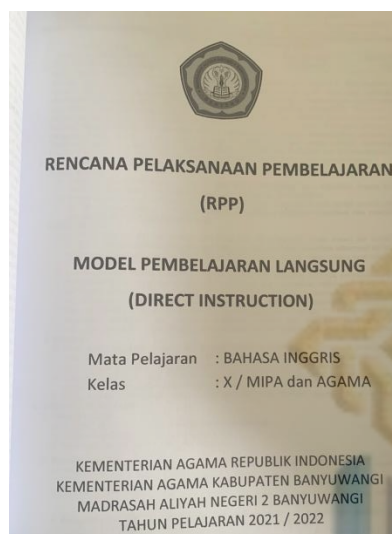 RENCANA PELAKSANAAN PEMBELAJARAN
(RPP)
MODEL PEMBELAJARAN LANGSUNG
(DIRECT INSTRUCTION)
Mata Pelajaran : BAHASA INGGRIS
Kelas : X / MIPA dan AGAMA
KEMENTERIAN AGAMA REPUBLIK INDONESIA
KEMENTERIAN AGAMA KABUPATEN BANYUWANGI
MADRASAH ALIYAH NEGERI 2 BANYUWANGI
TAHUN PELAJARAN 2021 / 2022